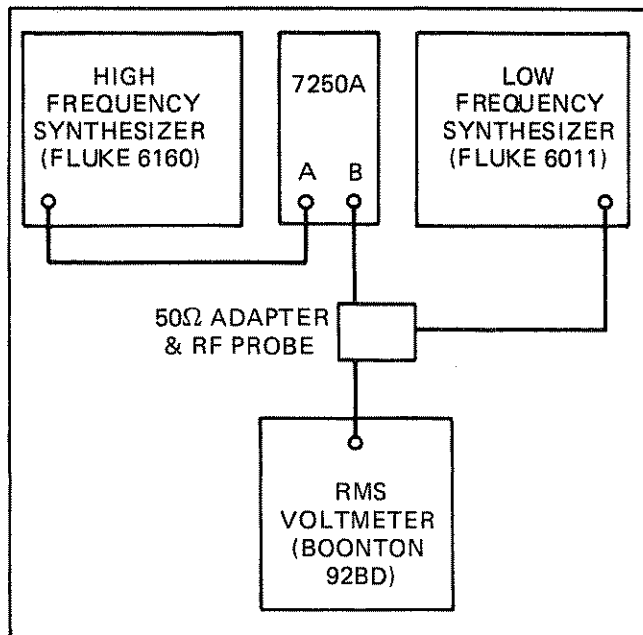 HIGH
FREQUENCY
SYNTHESIZER
(FLUKE 6160)
7250A
A B
LOW
FREQUENCY
SYNTHESIZER
(FLUKE 6011)
50Ω ADAPTER
& RF PROBE
RMS
VOLTMETER
(BOONTON
92BD)